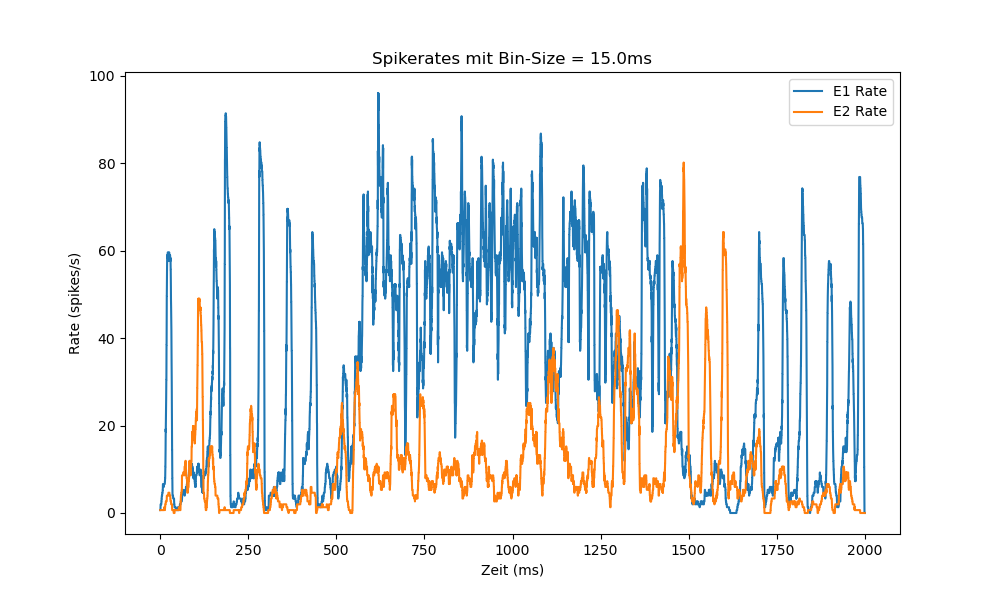 Spikerates mit Bin-Size = 15.0ms
E1 Rate
E2 Rate
Rate (spikes/s)
100
80
60
40
20
0
0 250 500 750 1000 1250 1500 1750 2000
Zeit (ms)